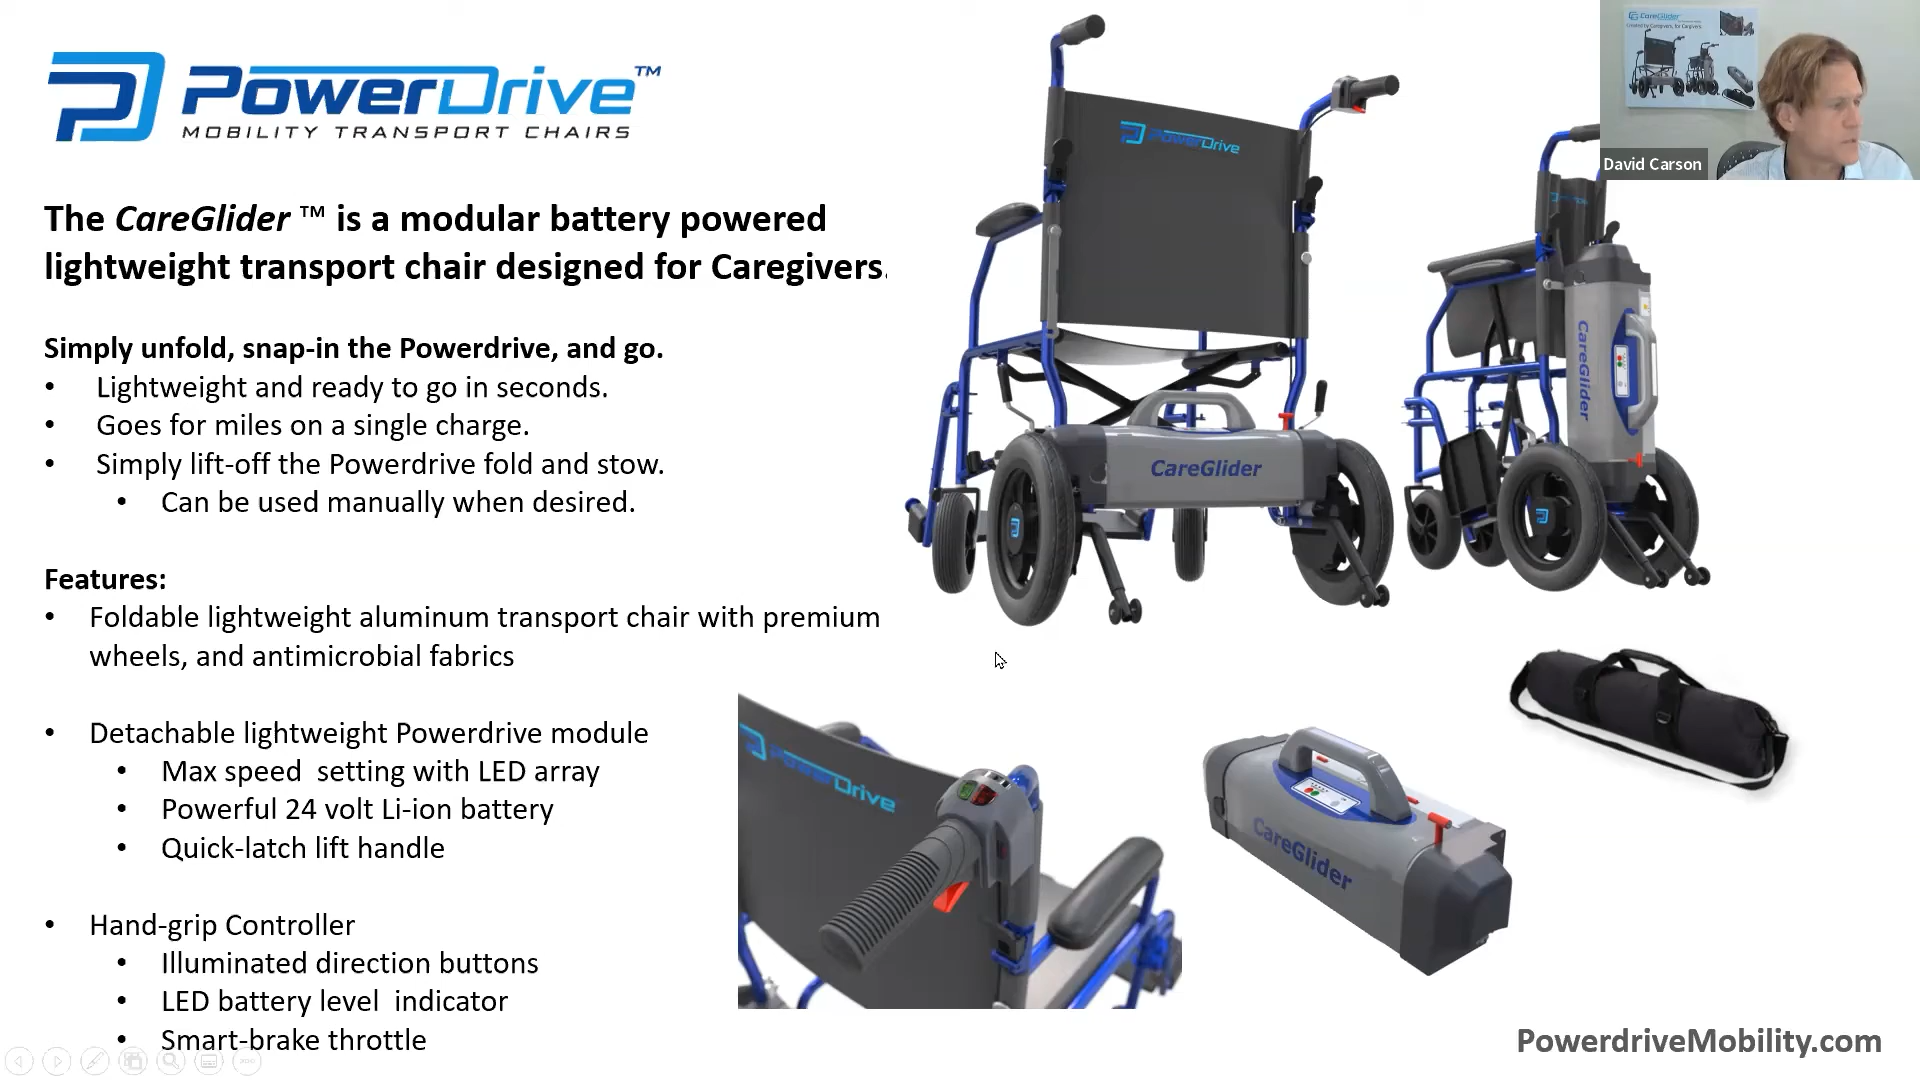 PowerDrive™
MOBILITY TRANSPORT CHAIRS
The CareGlider ™ is a modular battery powered
lightweight transport chair designed for Caregivers.
Simply unfold, snap-in the Powerdrive, and go.
• Lightweight and ready to go in seconds.
• Goes for miles on a single charge.
• Simply lift-off the Powerdrive fold and stow.
• Can be used manually when desired.
Features:
• Foldable lightweight aluminum transport chair with premium
wheels, and antimicrobial fabrics
• Detachable lightweight Powerdrive module
• Max speed  setting with LED array
• Powerful 24 volt Li-ion battery
• Quick-latch lift handle
• Hand-grip Controller
• Illuminated direction buttons
• LED battery level  indicator
• Smart-brake throttle
PowerDrive
CareGlider
CareGlider
PowerDrive
CareGlider
CareGlider
David Carson
PowerdriveMobility.com